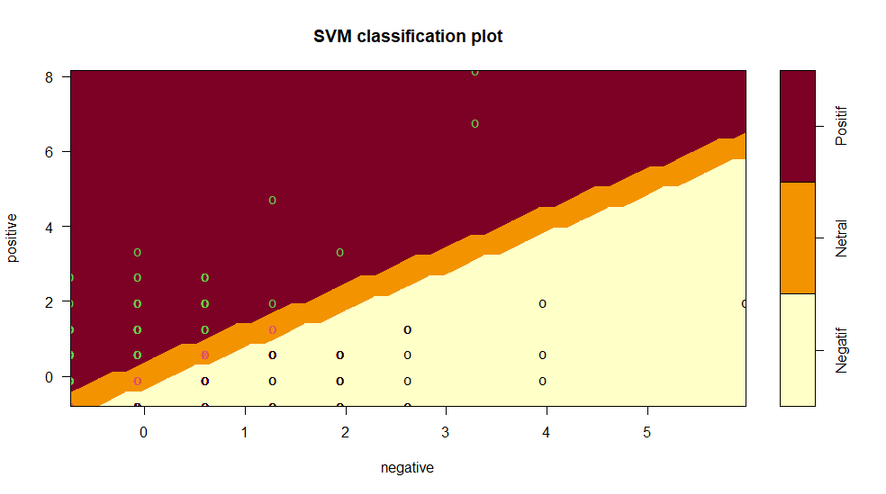 SVM classification plot
positive
8
6
4
2
0
0
1
2
3
4
5
negative
Positif
Netral
Negatif